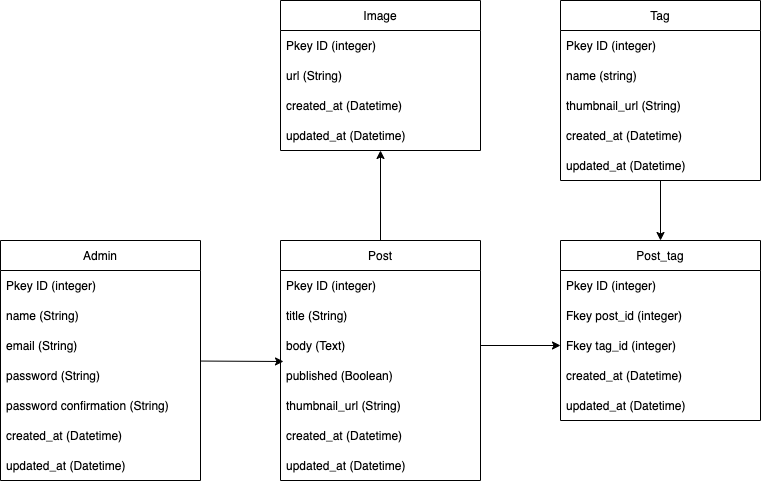 Image
Pkey ID (integer)
url (String)
created_at (Datetime)
updated_at (Datetime)
Tag
Pkey ID (integer)
name (string)
thumbnail_url (String)
created_at (Datetime)
updated_at (Datetime)
Admin
Pkey ID (integer)
name (String)
email (String)
password (String)
password confirmation (String)
created_at (Datetime)
updated_at (Datetime)
Post
Pkey ID (integer)
title (String)
body (Text)
published (Boolean)
thumbnail_url (String)
created_at (Datetime)
updated_at (Datetime)
Post_tag
Pkey ID (integer)
Fkey post_id (integer)
Fkey tag_id (integer)
created_at (Datetime)
updated_at (Datetime)